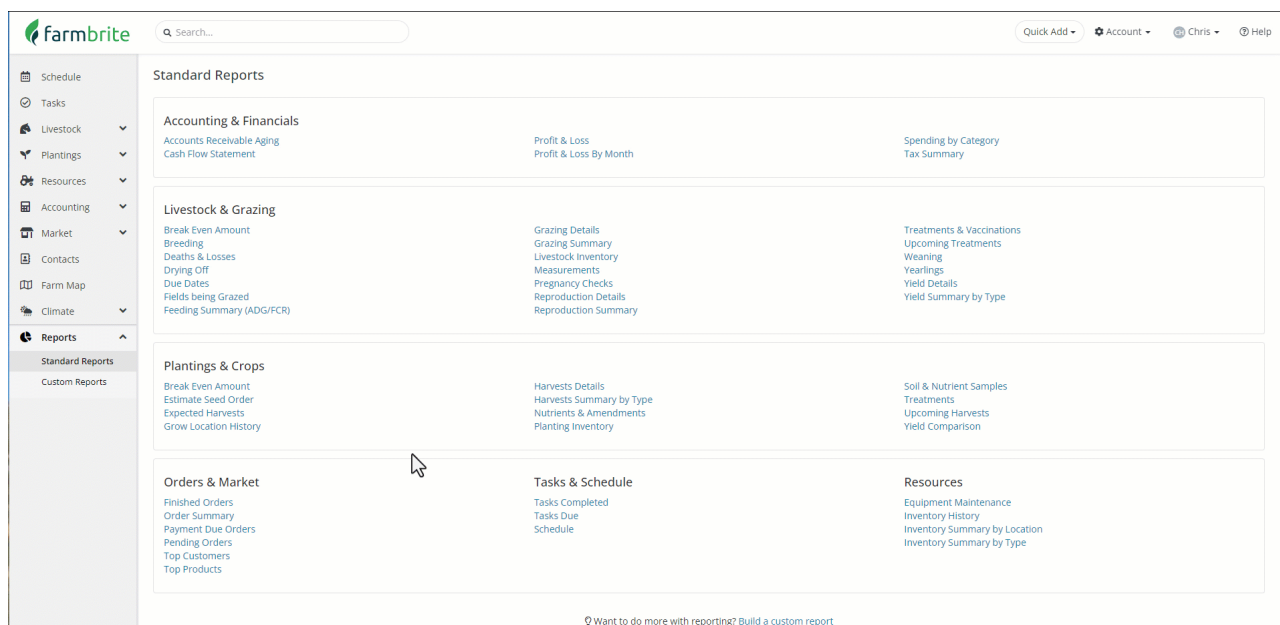 farmbrite
Search...
Quick Add
Account
CH Chris
Help
Schedule
Tasks
Livestock
Plantings
Resources
Accounting
Market
Contacts
Farm Map
Climate
Reports
Standard Reports
Custom Reports
Standard Reports
Accounting & Financials
Accounts Receivable Aging
Cash Flow Statement
Profit & Loss
Profit & Loss By Month
Spending by Category
Tax Summary
Livestock & Grazing
Break Even Amount
Breeding
Deaths & Losses
Drying Off
Due Dates
Fields being Grazed
Feeding Summary (ADG/FCR)
Grazing Details
Grazing Summary
Livestock Inventory
Measurements
Pregnancy Checks
Reproduction Details
Reproduction Summary
Treatments & Vaccinations
Upcoming Treatments
Weaning
Yearlings
Yield Details
Yield Summary by Type
Plantings & Crops
Break Even Amount
Estimate Seed Order
Expected Harvests
Grow Location History
Harvests Details
Harvests Summary by Type
Nutrients & Amendments
Planting Inventory
Soil & Nutrient Samples
Treatments
Upcoming Harvests
Yield Comparison
Orders & Market
Finished Orders
Order Summary
Payment Due Orders
Pending Orders
Top Customers
Top Products
Tasks & Schedule
Tasks Completed
Tasks Due
Schedule
Resources
Equipment Maintenance
Inventory History
Inventory Summary by Location
Inventory Summary by Type
Want to do more with reporting? Build a custom report